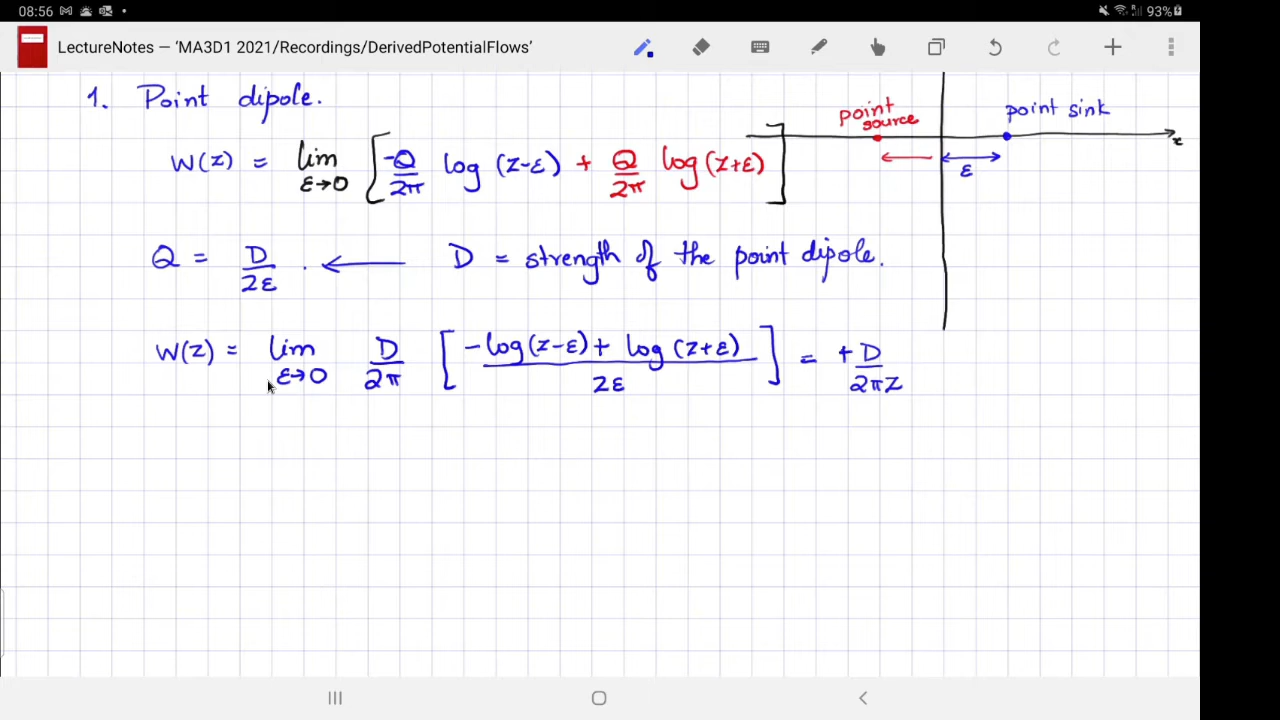 08:56 93%
LectureNotes — ‘MA3D1 2021/Recordings/DerivedPotentialFlows’
1. Point dipole.
point source
point sink
x
ε
W(z) = lim ε→0 [ -Q/2π log (z-ε) + Q/2π log (z+ε) ]
Q = D/2ε . ← D = strength of the point dipole.
W(z) = lim ε→0 D/2π [ -log(z-ε) + log (z+ε) / 2ε ] = +D/2πz